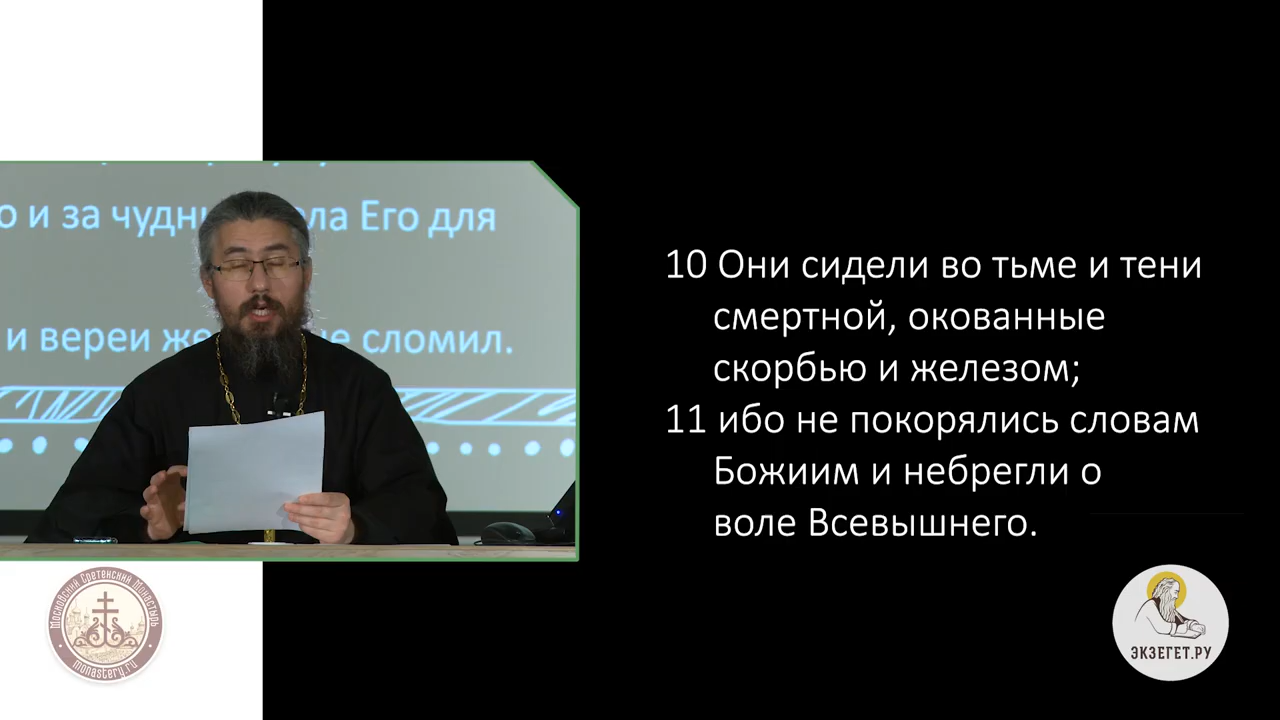 о и за чудн ла Его для
и вереи же не сломил.
10 Они сидели во тьме и тени
смертной, окованные
скорбью и железом;
11 ибо не покорялись словам
Божиим и небрегли о
воле Всевышнего.
Московский Сретенский Монастырь
monastery.ru
ЭКЗЕГЕТ.РУ